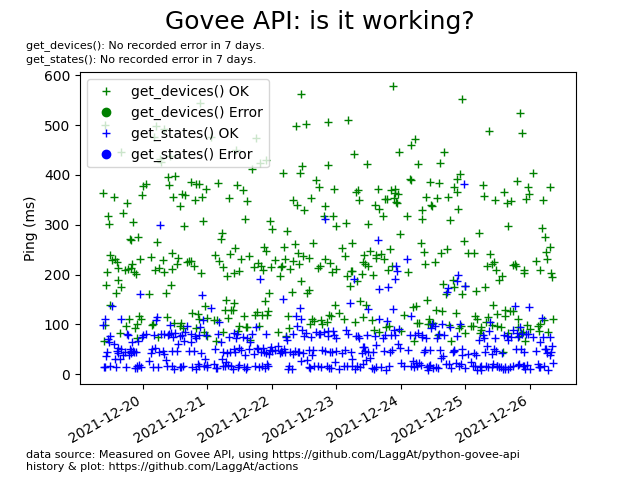 Govee API: is it working?
get_devices(): No recorded error in 7 days.
get_states(): No recorded error in 7 days.
get_devices() OK
get_devices() Error
get_states() OK
get_states() Error
Ping (ms)
600
500
400
300
200
100
0
2021-12-20
2021-12-21
2021-12-22
2021-12-23
2021-12-24
2021-12-25
2021-12-26
data source: Measured on Govee API, using https://github.com/LaggAt/python-govee-api
history & plot: https://github.com/LaggAt/actions